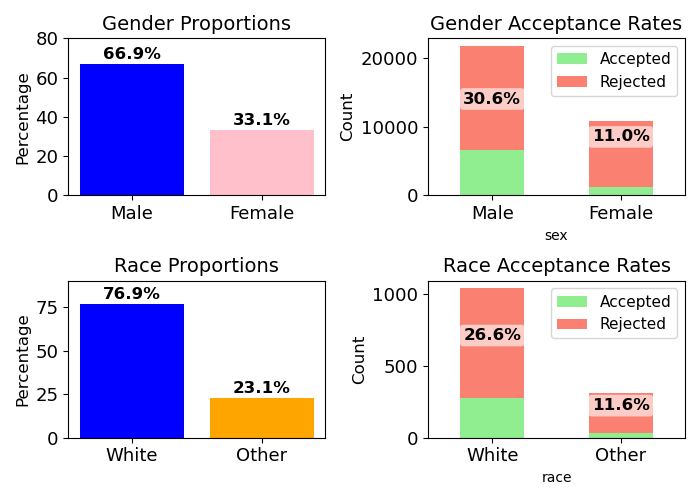 Gender Proportions
Percentage
80
60
40
20
0
66.9%
33.1%
Male
Female
Gender Acceptance Rates
Count
20000
10000
0
Accepted
Rejected
30.6%
11.0%
Male
Female
sex
Race Proportions
Percentage
75
50
25
0
76.9%
23.1%
White
Other
Race Acceptance Rates
Count
1000
500
0
Accepted
Rejected
26.6%
11.6%
White
Other
race